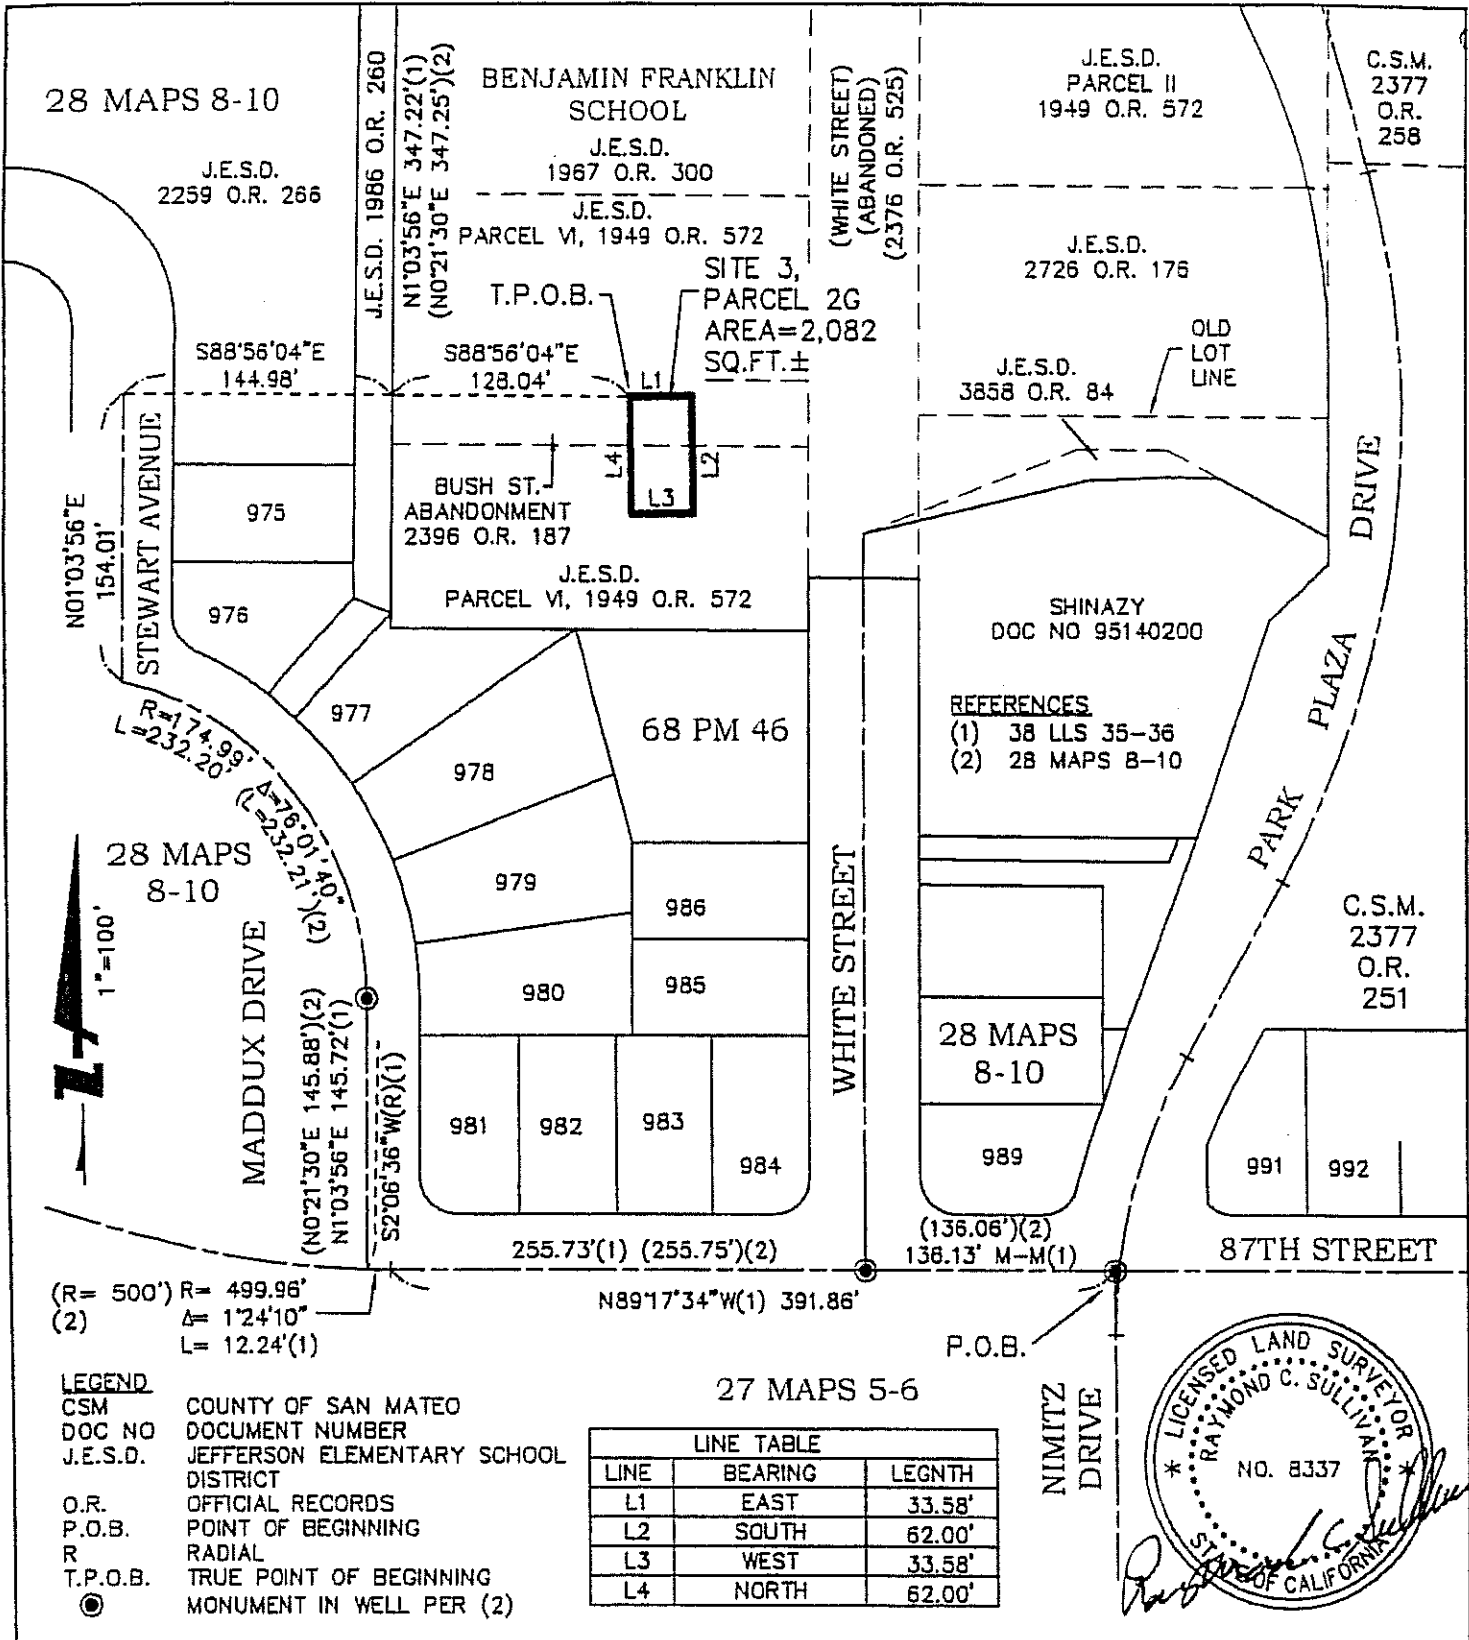 28 MAPS 8-10
J.E.S.D.
2259 O.R. 266
J.E.S.D. 1986 O.R. 260
N1°03'56"E 347.22'(1)
(N0°21'30"E 347.25')(2)
BENJAMIN FRANKLIN
SCHOOL
J.E.S.D.
1967 O.R. 300
J.E.S.D.
PARCEL VI, 1949 O.R. 572
(WHITE STREET)
(ABANDONED)
(2376 O.R. 525)
J.E.S.D.
PARCEL II
1949 O.R. 572
C.S.M.
2377
O.R.
258
J.E.S.D.
2726 O.R. 176
T.P.O.B.
SITE 3,
PARCEL 2G
AREA=2,082
SQ.FT.±
OLD
LOT
LINE
J.E.S.D.
3858 O.R. 84
S88°56'04"E
144.98'
S88°56'04"E
128.04'
L1
L2
L3
L4
BUSH ST.
ABANDONMENT
2396 O.R. 187
J.E.S.D.
PARCEL VI, 1949 O.R. 572
N01°03'56"E
154.01'
STEWART AVENUE
975
976
977
978
979
980
981
982
983
984
985
986
68 PM 46
SHINAZY
DOC NO 95140200
REFERENCES
(1) 38 LLS 35-36
(2) 28 MAPS 8-10
PARK PLAZA DRIVE
R=174.99' Δ=76°01'40"
L=232.20' (L=232.21')(2)
28 MAPS
8-10
1"=100'
MADDUX DRIVE
(N0°21'30"E 145.88')(2)
N1°03'56"E 145.72'(1)
S2°06'36"W(R)(1)
WHITE STREET
28 MAPS
8-10
989
C.S.M.
2377
O.R.
251
991
992
255.73'(1) (255.75')(2)
(136.06')(2)
136.13' M-M(1)
87TH STREET
N89°17'34"W(1) 391.86'
(R= 500') R= 499.96'
(2) Δ= 1°24'10"
L= 12.24'(1)
P.O.B.
NIMITZ
DRIVE
27 MAPS 5-6
LEGEND
CSM COUNTY OF SAN MATEO
DOC NO DOCUMENT NUMBER
J.E.S.D. JEFFERSON ELEMENTARY SCHOOL
DISTRICT
O.R. OFFICIAL RECORDS
P.O.B. POINT OF BEGINNING
R RADIAL
T.P.O.B. TRUE POINT OF BEGINNING
MONUMENT IN WELL PER (2)
LINE TABLE
LINE BEARING LEGNTH
L1 EAST 33.58'
L2 SOUTH 62.00'
L3 WEST 33.58'
L4 NORTH 62.00'
LICENSED LAND SURVEYOR
RAYMOND C. SULLIVAN
NO. 8337
STATE OF CALIFORNIA
Raymond C. Sullivan